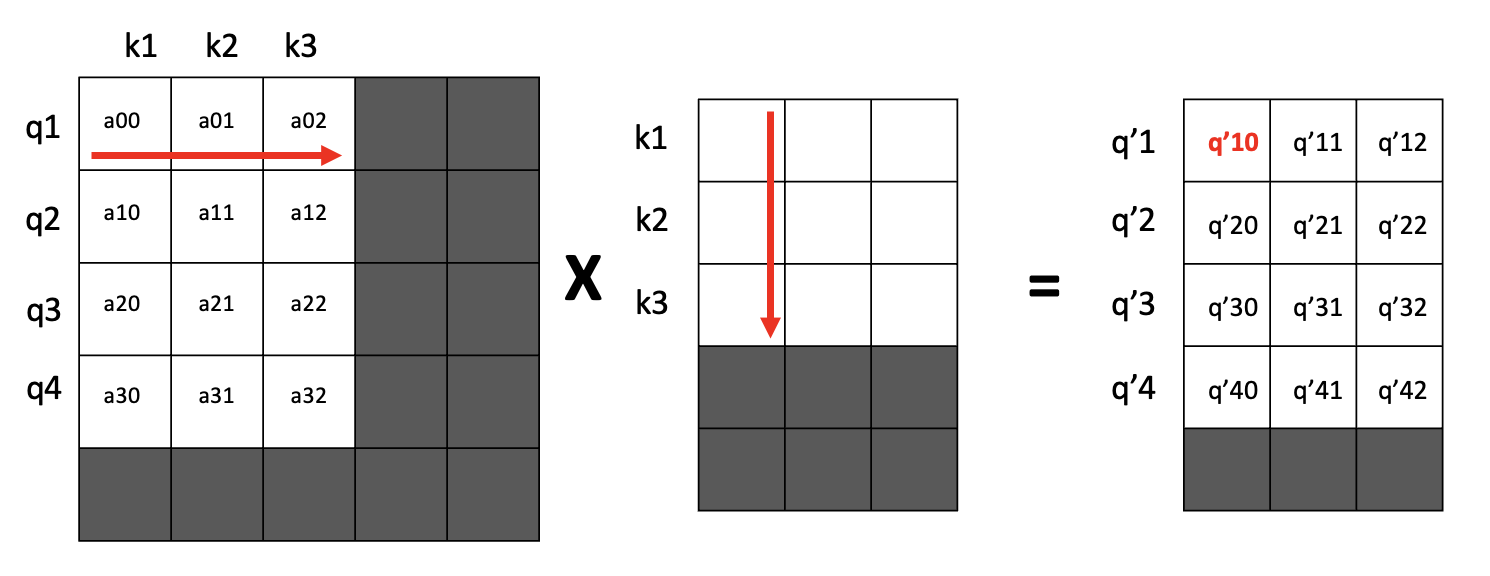 k1 k2 k3
q1 a00 a01 a02
q2 a10 a11 a12
q3 a20 a21 a22
q4 a30 a31 a32
X
k1
k2
k3
=
q’1 q’10 q’11 q’12
q’2 q’20 q’21 q’22
q’3 q’30 q’31 q’32
q’4 q’40 q’41 q’42